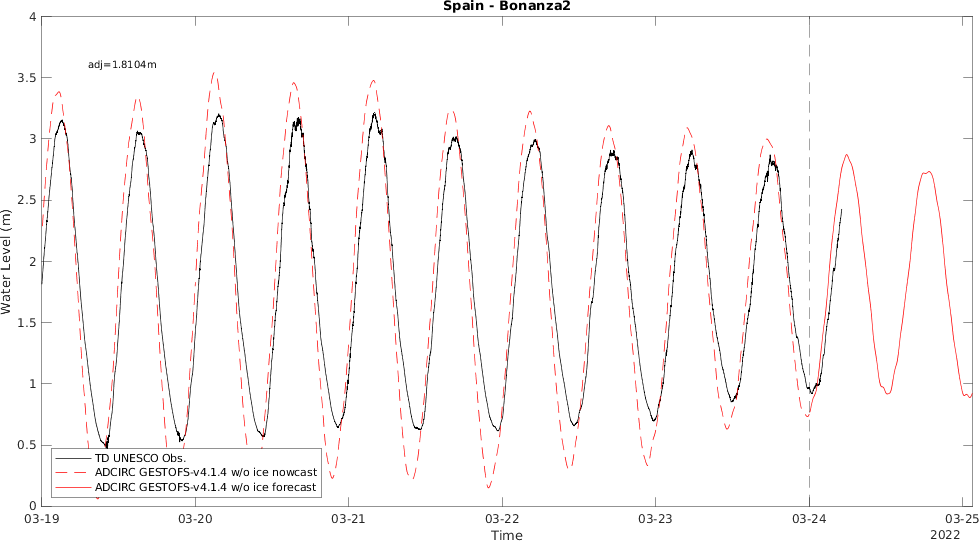 Spain - Bonanza2
4
adj=1.8104m
3.5
3
2.5
2
Water Level (m)
1.5
1
0.5
0
TD UNESCO Obs.
ADCIRC GESTOFS-v4.1.4 w/o ice nowcast
ADCIRC GESTOFS-v4.1.4 w/o ice forecast
03-19 03-20 03-21 03-22 03-23 03-24 03-25
Time
2022